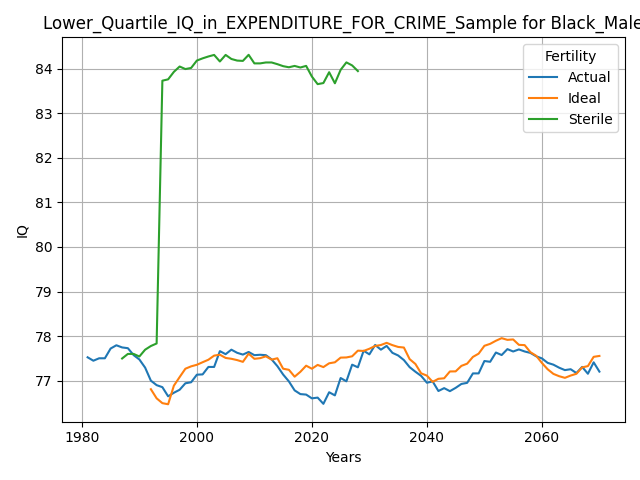 Lower_Quartile_IQ_in_EXPENDITURE_FOR_CRIME_Sample for Black_Male
Fertility
Actual
Ideal
Sterile
84
83
82
81
80
79
78
77
IQ
1980
2000
2020
2040
2060
Years